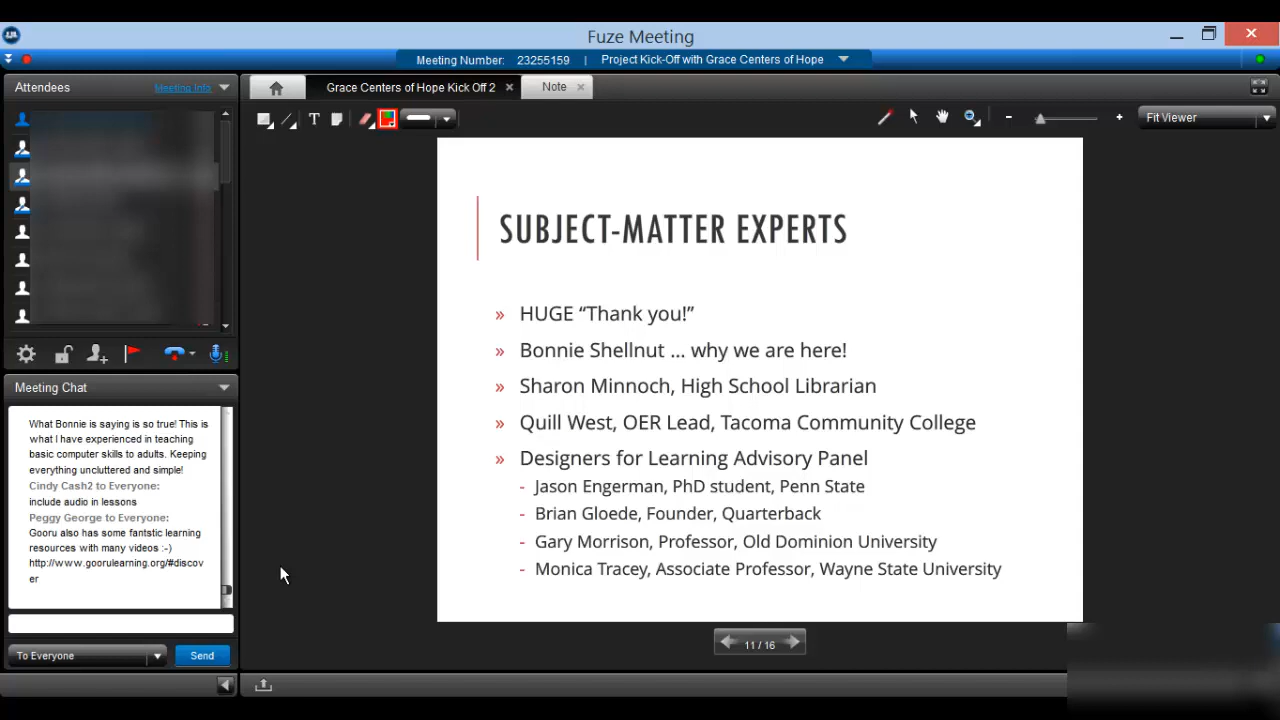 Fuze Meeting
Meeting Number: 23255159 | Project Kick-Off with Grace Centers of Hope
Attendees Meeting Info
Grace Centers of Hope Kick Off 2
Note
T
Fit Viewer
SUBJECT-MATTER EXPERTS
» HUGE “Thank you!”
» Bonnie Shellnut ... why we are here!
» Sharon Minnoch, High School Librarian
» Quill West, OER Lead, Tacoma Community College
» Designers for Learning Advisory Panel
- Jason Engerman, PhD student, Penn State
- Brian Gloede, Founder, Quarterback
- Gary Morrison, Professor, Old Dominion University
- Monica Tracey, Associate Professor, Wayne State University
11 / 16
Meeting Chat
What Bonnie is saying is so true! This is
what I have experienced in teaching
basic computer skills to adults. Keeping
everything uncluttered and simple!
Cindy Cash2 to Everyone:
include audio in lessons
Peggy George to Everyone:
Gooru also has some fantstic learning
resources with many videos :-)
http://www.goorulearning.org/#discov
er
To Everyone
Send